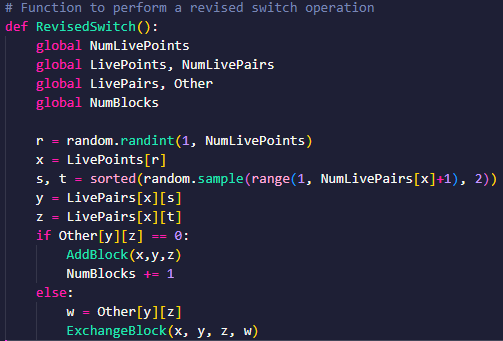 # Function to perform a revised switch operation
def RevisedSwitch():
    global NumLivePoints
    global LivePoints, NumLivePairs
    global LivePairs, Other
    global NumBlocks

    r = random.randint(1, NumLivePoints)
    x = LivePoints[r]
    s, t = sorted(random.sample(range(1, NumLivePairs[x]+1), 2))
    y = LivePairs[x][s]
    z = LivePairs[x][t]
    if Other[y][z] == 0:
        AddBlock(x,y,z)
        NumBlocks += 1
    else:
        w = Other[y][z]
        ExchangeBlock(x, y, z, w)